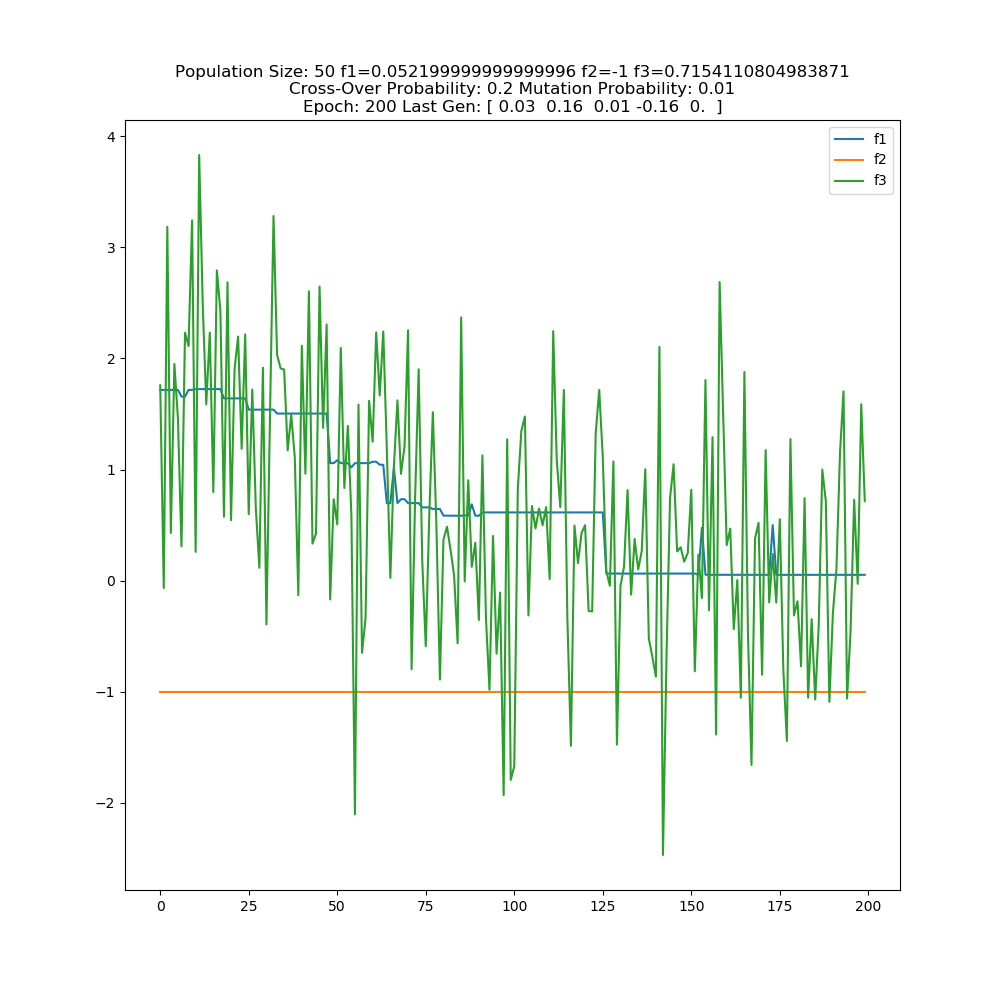 Population Size: 50 f1=0.052199999999999996 f2=-1 f3=0.7154110804983871
Cross-Over Probability: 0.2 Mutation Probability: 0.01
Epoch: 200 Last Gen: [ 0.03  0.16  0.01 -0.16  0.  ]
f1
f2
f3
4
3
2
1
0
−1
−2
0 25 50 75 100 125 150 175 200